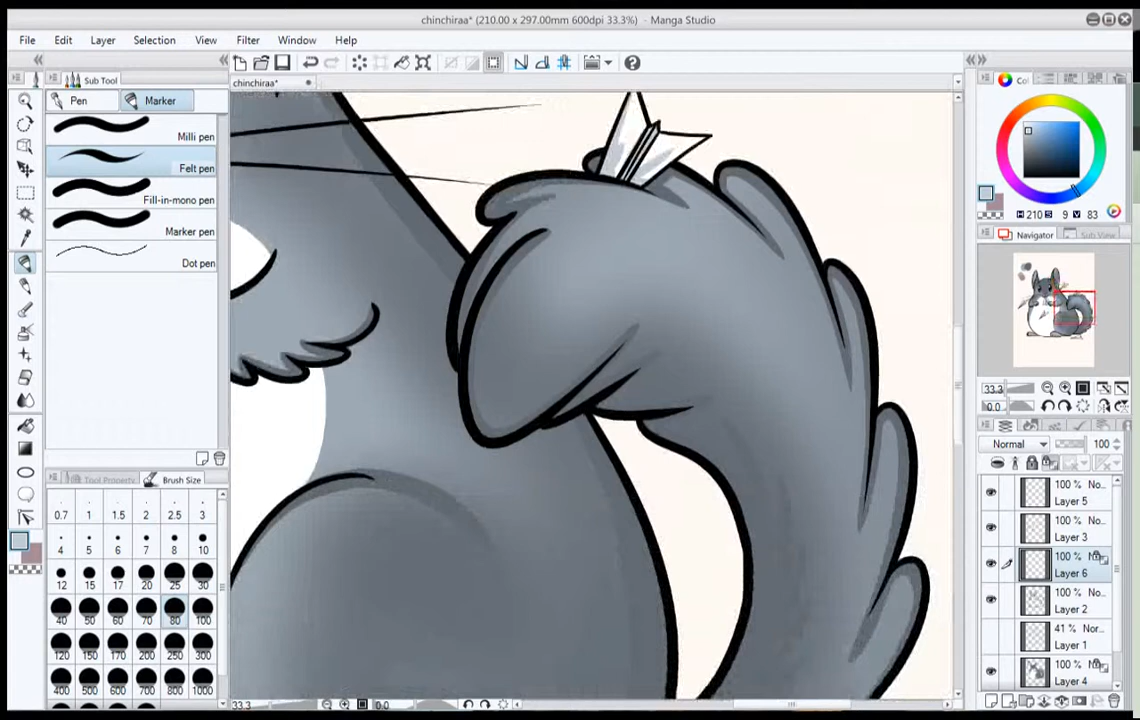 chinchiraa* (210.00 x 297.00mm 600dpi 33.3%) - Manga Studio
File Edit Layer Selection View Filter Window Help
Sub Tool
chinchiraa*
Pen Marker
Milli pen
Felt pen
Fill-in-mono pen
Marker pen
Dot pen
Tool Property Brush Size
0.7 1 1.5 2 2.5 3
4 5 6 7 8 10
12 15 17 20 25 30
40 50 60 70 80 100
120 150 170 200 250 300
400 500 600 700 800 1000
33.3 0.0
H 210 S 9 V 83
Navigator Sub View
33.3
0.0
Normal 100
100 % No...
Layer 5
100 % No...
Layer 3
100 %
Layer 6
100 % No...
Layer 2
41 % Nor...
Layer 1
100 %
Layer 4